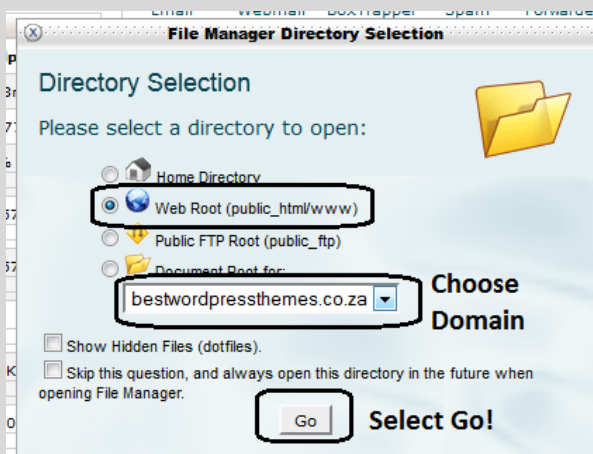 Email Webmail BoxTrapper Spam
File Manager Directory Selection
Directory Selection
Please select a directory to open:
Home Directory
Web Root (public_html/www)
Public FTP Root (public_ftp)
Document Root for:
bestwordpressthemes.co.za
Choose
Domain
Show Hidden Files (dotfiles).
Skip this question, and always open this directory in the future when
opening File Manager.
Go
Select Go!